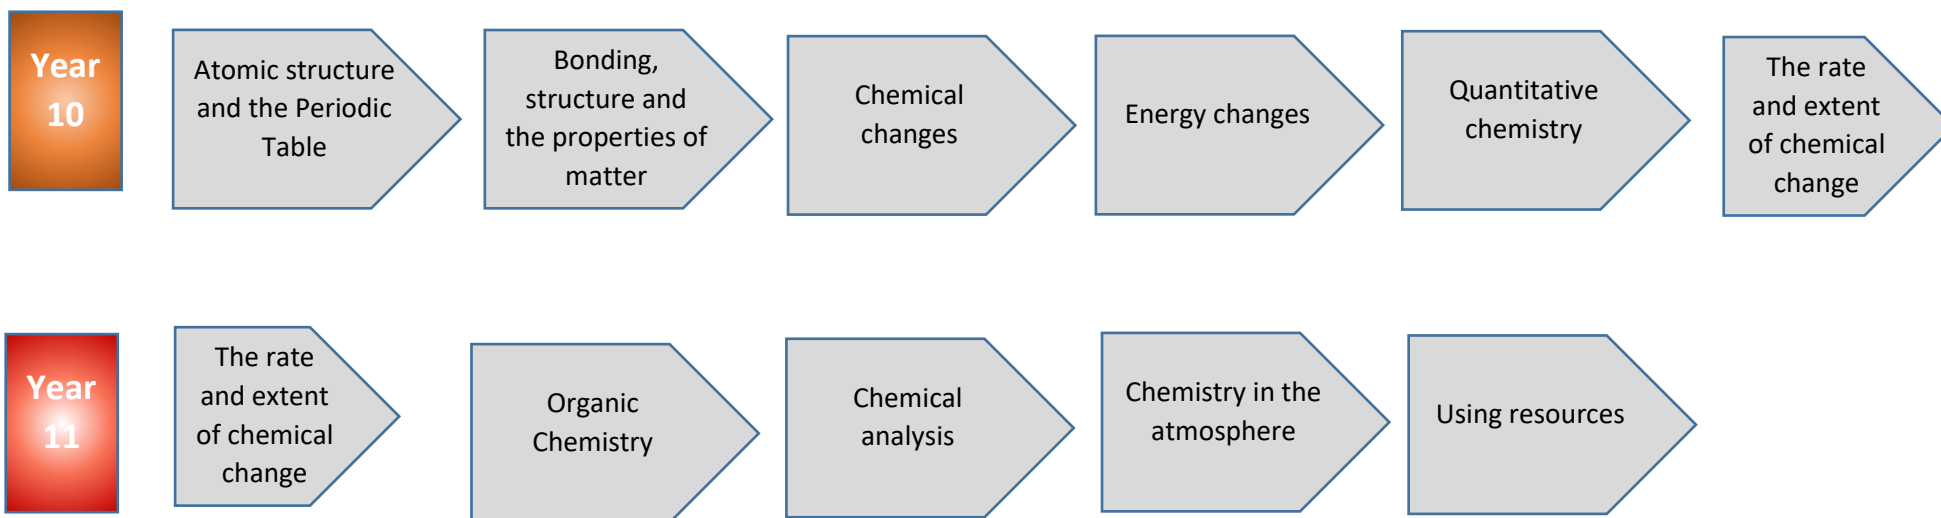 Year
10
Atomic structure
and the Periodic
Table
Bonding,
structure and
the properties of
matter
Chemical
changes
Energy changes
Quantitative
chemistry
The rate
and extent
of chemical
change
Year
11
The rate
and extent
of chemical
change
Organic
Chemistry
Chemical
analysis
Chemistry in the
atmosphere
Using resources